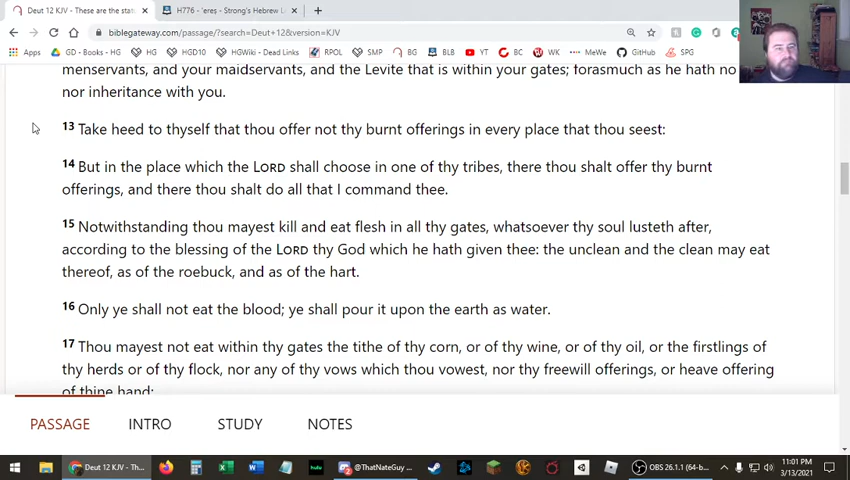 Deut 12 KJV - These are the stat
H776 - 'eres - Strong's Hebrew L
biblegateway.com/passage/?search=Deut+12&version=KJV
Apps GD - Books - HG HG HGD10 HGWiki - Dead Links RPOL SMP BG BLB YT BC WK MeWe GitHub SPG
menservants, and your maidservants, and the Levite that is within your gates; forasmuch as he hath no
nor inheritance with you.
13 Take heed to thyself that thou offer not thy burnt offerings in every place that thou seest:
14 But in the place which the LORD shall choose in one of thy tribes, there thou shalt offer thy burnt
offerings, and there thou shalt do all that I command thee.
15 Notwithstanding thou mayest kill and eat flesh in all thy gates, whatsoever thy soul lusteth after,
according to the blessing of the LORD thy God which he hath given thee: the unclean and the clean may eat
thereof, as of the roebuck, and as of the hart.
16 Only ye shall not eat the blood; ye shall pour it upon the earth as water.
17 Thou mayest not eat within thy gates the tithe of thy corn, or of thy wine, or of thy oil, or the firstlings of
thy herds or of thy flock, nor any of thy vows which thou vowest, nor thy freewill offerings, or heave offering
of thine hand:
PASSAGE INTRO STUDY NOTES
Deut 12 KJV - Th... @ThatNateGuy ... OBS 26.1.1 (64-b... 11:01 PM
3/13/2021